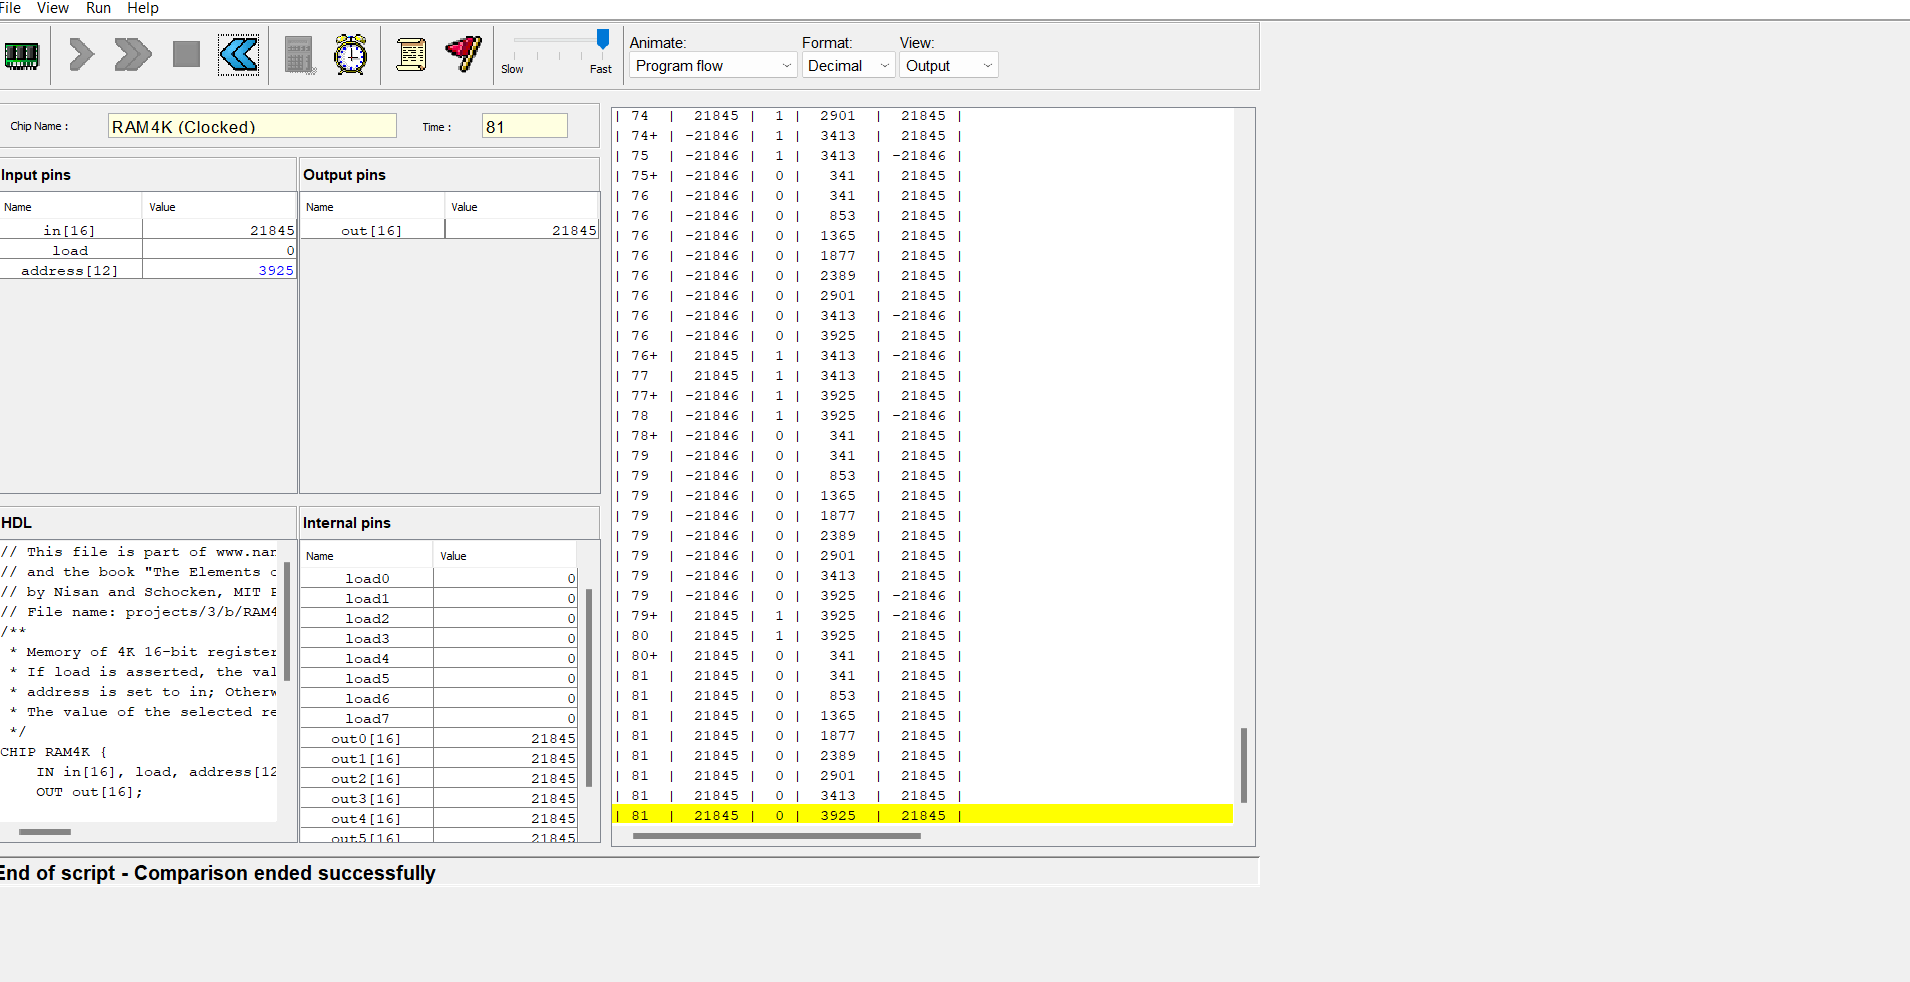 File View Run Help
Slow Fast
Animate: Format: View:
Program flow Decimal Output
Chip Name : RAM4K (Clocked) Time : 81
Input pins
Name Value
in[16] 21845
load 0
address[12] 3925
Output pins
Name Value
out[16] 21845
HDL
// This file is part of www.nan
// and the book "The Elements o
// by Nisan and Schocken, MIT P
// File name: projects/3/b/RAM4
/**
* Memory of 4K 16-bit register
* If load is asserted, the val
* address is set to in; Otherw
* The value of the selected re
*/
CHIP RAM4K {
IN in[16], load, address[12
OUT out[16];
Internal pins
Name Value
load0 0
load1 0
load2 0
load3 0
load4 0
load5 0
load6 0
load7 0
out0[16] 21845
out1[16] 21845
out2[16] 21845
out3[16] 21845
out4[16] 21845
out5[16] 21845
| 74 | 21845 | 1 | 2901 | 21845 |
| 74+ | -21846 | 1 | 3413 | 21845 |
| 75 | -21846 | 1 | 3413 | -21846 |
| 75+ | -21846 | 0 | 341 | 21845 |
| 76 | -21846 | 0 | 341 | 21845 |
| 76 | -21846 | 0 | 853 | 21845 |
| 76 | -21846 | 0 | 1365 | 21845 |
| 76 | -21846 | 0 | 1877 | 21845 |
| 76 | -21846 | 0 | 2389 | 21845 |
| 76 | -21846 | 0 | 2901 | 21845 |
| 76 | -21846 | 0 | 3413 | -21846 |
| 76 | -21846 | 0 | 3925 | 21845 |
| 76+ | 21845 | 1 | 3413 | -21846 |
| 77 | 21845 | 1 | 3413 | 21845 |
| 77+ | -21846 | 1 | 3925 | 21845 |
| 78 | -21846 | 1 | 3925 | -21846 |
| 78+ | -21846 | 0 | 341 | 21845 |
| 79 | -21846 | 0 | 341 | 21845 |
| 79 | -21846 | 0 | 853 | 21845 |
| 79 | -21846 | 0 | 1365 | 21845 |
| 79 | -21846 | 0 | 1877 | 21845 |
| 79 | -21846 | 0 | 2389 | 21845 |
| 79 | -21846 | 0 | 2901 | 21845 |
| 79 | -21846 | 0 | 3413 | 21845 |
| 79 | -21846 | 0 | 3925 | -21846 |
| 79+ | 21845 | 1 | 3925 | -21846 |
| 80 | 21845 | 1 | 3925 | 21845 |
| 80+ | 21845 | 0 | 341 | 21845 |
| 81 | 21845 | 0 | 341 | 21845 |
| 81 | 21845 | 0 | 853 | 21845 |
| 81 | 21845 | 0 | 1365 | 21845 |
| 81 | 21845 | 0 | 1877 | 21845 |
| 81 | 21845 | 0 | 2389 | 21845 |
| 81 | 21845 | 0 | 2901 | 21845 |
| 81 | 21845 | 0 | 3413 | 21845 |
| 81 | 21845 | 0 | 3925 | 21845 |
End of script - Comparison ended successfully